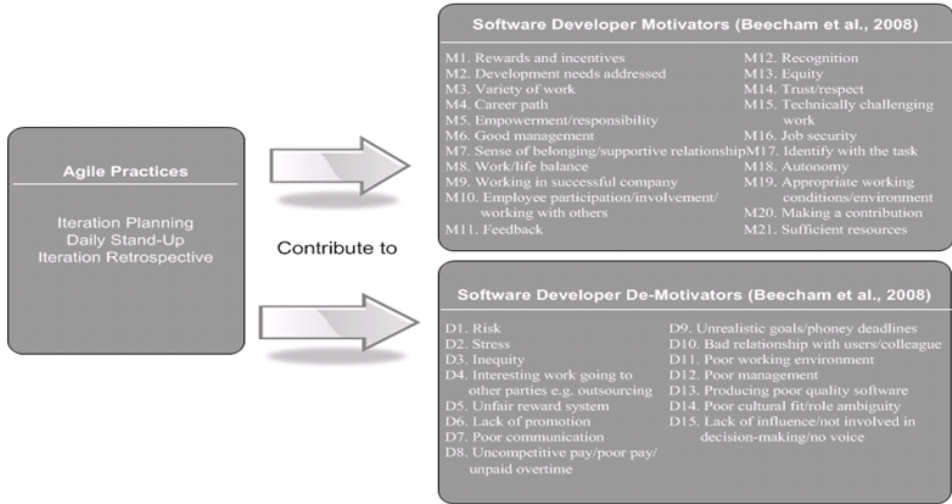 Agile Practices
Iteration Planning
Daily Stand-Up
Iteration Retrospective
Contribute to
Software Developer Motivators (Beecham et al., 2008)
M1. Rewards and incentives
M2. Development needs addressed
M3. Variety of work
M4. Career path
M5. Empowerment/responsibility
M6. Good management
M7. Sense of belonging/supportive relationship
M8. Work/life balance
M9. Working in successful company
M10. Employee participation/involvement/
working with others
M11. Feedback
M12. Recognition
M13. Equity
M14. Trust/respect
M15. Technically challenging
work
M16. Job security
M17. Identify with the task
M18. Autonomy
M19. Appropriate working
conditions/environment
M20. Making a contribution
M21. Sufficient resources
Software Developer De-Motivators (Beecham et al., 2008)
D1. Risk
D2. Stress
D3. Inequity
D4. Interesting work going to
other parties e.g. outsourcing
D5. Unfair reward system
D6. Lack of promotion
D7. Poor communication
D8. Uncompetitive pay/poor pay/
unpaid overtime
D9. Unrealistic goals/phoney deadlines
D10. Bad relationship with users/colleague
D11. Poor working environment
D12. Poor management
D13. Producing poor quality software
D14. Poor cultural fit/role ambiguity
D15. Lack of influence/not involved in
decision-making/no voice